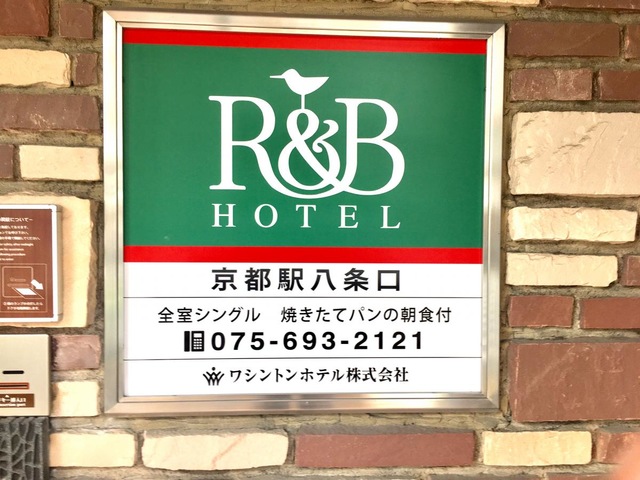 R&B
HOTEL
京都駅八条口
全室シングル 焼きたてパンの朝食付
075-693-2121
ワシントンホテル株式会社